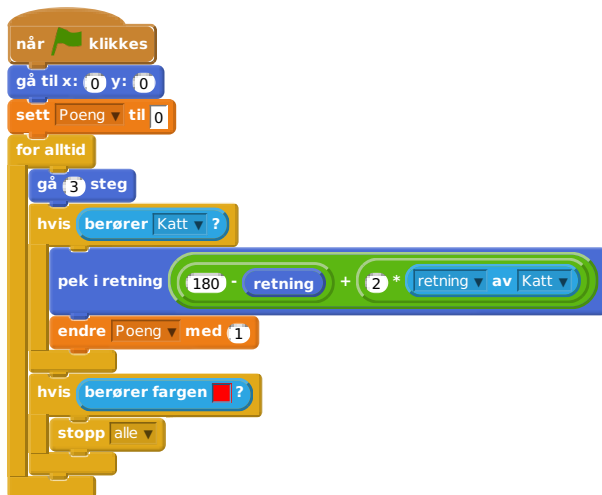 når klikkes
gå til x: 0 y: 0
sett Poeng til 0
for alltid
gå 3 steg
hvis berører Katt ?
pek i retning 180 - retning + 2 * retning av Katt
endre Poeng med 1
hvis berører fargen ?
stopp alle